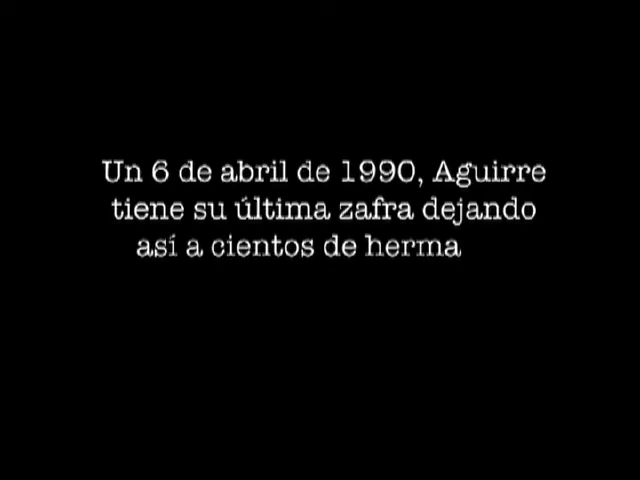 Un 6 de abril de 1990, Aguirre
tiene su última zafra dejando
así a cientos de herma